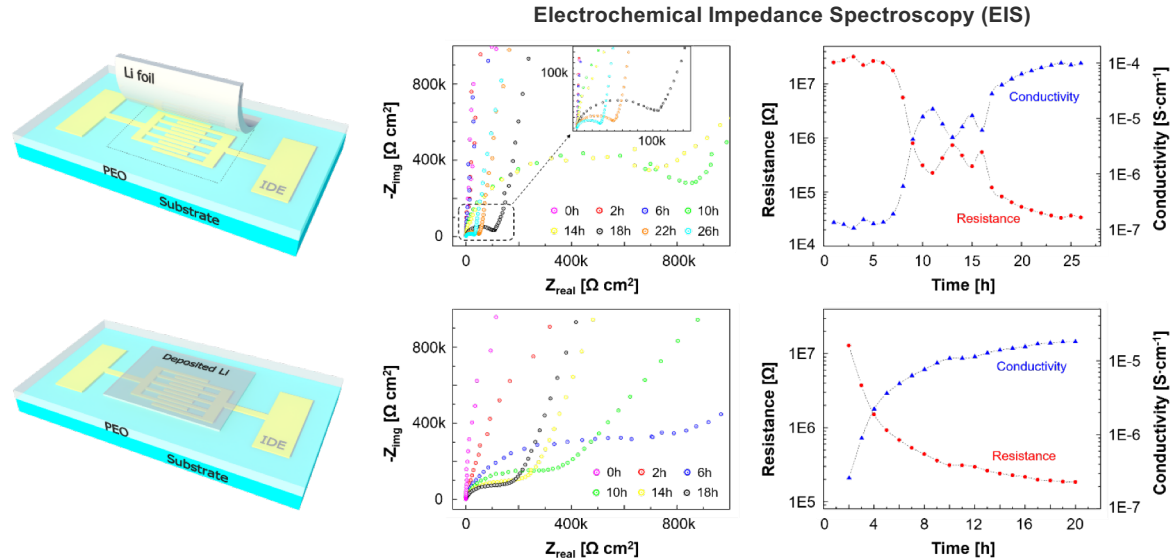 Electrochemical Impedance Spectroscopy (EIS)
Li foil
PEO
Substrate
IDE
-Z_img [Ω cm²]
800k
600k
400k
200k
0
0 400k 800k
Z_real [Ω cm²]
100k
100k
0h 2h 6h 10h
14h 18h 22h 26h
Resistance [Ω]
1E7
1E6
1E5
1E4
Conductivity
Resistance
1E-4
1E-5
1E-6
1E-7
Conductivity [S·cm⁻¹]
0 5 10 15 20 25
Time [h]
Deposited Li
PEO
Substrate
IDE
-Z_img [Ω cm²]
800k
600k
400k
200k
0
0 400k 800k
Z_real [Ω cm²]
0h 2h 6h
10h 14h 18h
Resistance [Ω]
1E7
1E6
1E5
Conductivity
Resistance
1E-5
1E-6
1E-7
Conductivity [S·cm⁻¹]
0 4 8 12 16 20
Time [h]